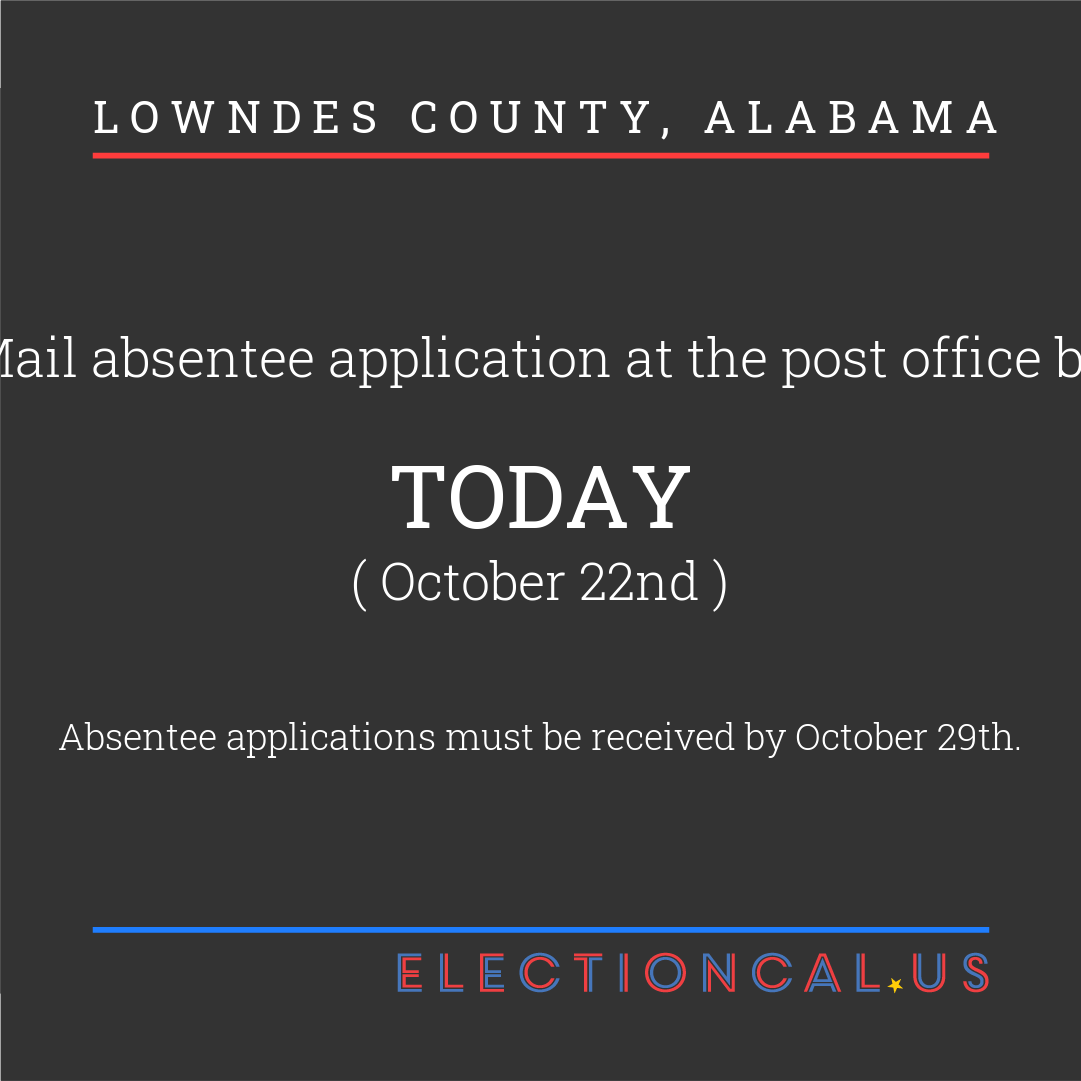 LOWNDES COUNTY, ALABAMA
Mail absentee application at the post office b
TODAY
( October 22nd )
Absentee applications must be received by October 29th.
ELECTIONCAL.US